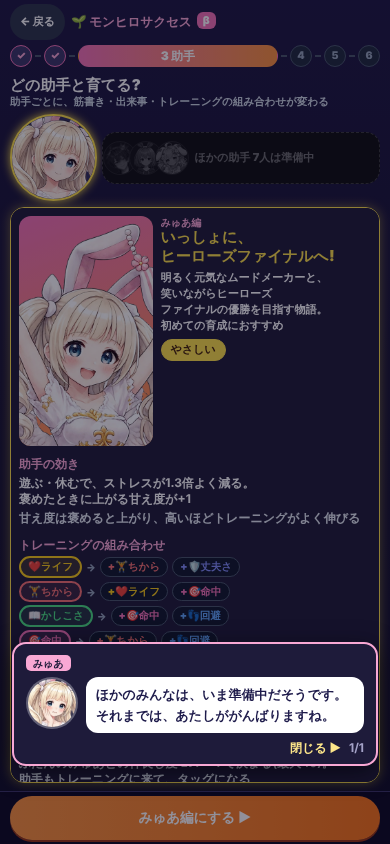 ← 戻る
🌱 モンヒロサクセス β
✓ ✓ 3 助手 4 5 6
どの助手と育てる?
助手ごとに、筋書き・出来事・トレーニングの組み合わせが変わる
ほかの助手 7人は準備中
みゅあ編
いっしょに、
ヒーローズファイナルへ!
明るく元気なムードメーカーと、
笑いながらヒーローズ
ファイナルの優勝を目指す物語。
初めての育成におすすめ
やさしい
助手の効き
遊ぶ・休むで、ストレスが1.3倍よく減る。
褒めたときに上がる甘え度が+1
甘え度は褒めると上がり、高いほどトレーニングがよく伸びる
トレーニングの組み合わせ
❤️ライフ → +🏋️ちから +🛡️丈夫さ
🏋️ちから → +❤️ライフ +🎯命中
📖かしこさ → +🎯命中 +👣回避
🎯命中 → +🏋️ちから +👣回避
みゅあ
ほかのみんなは、いま準備中だそうです。
それまでは、あたしががんばりますね。
閉じる ▶ 1/1
助手もトレーニングに来て、タッグになる
みゅあ編にする ▶